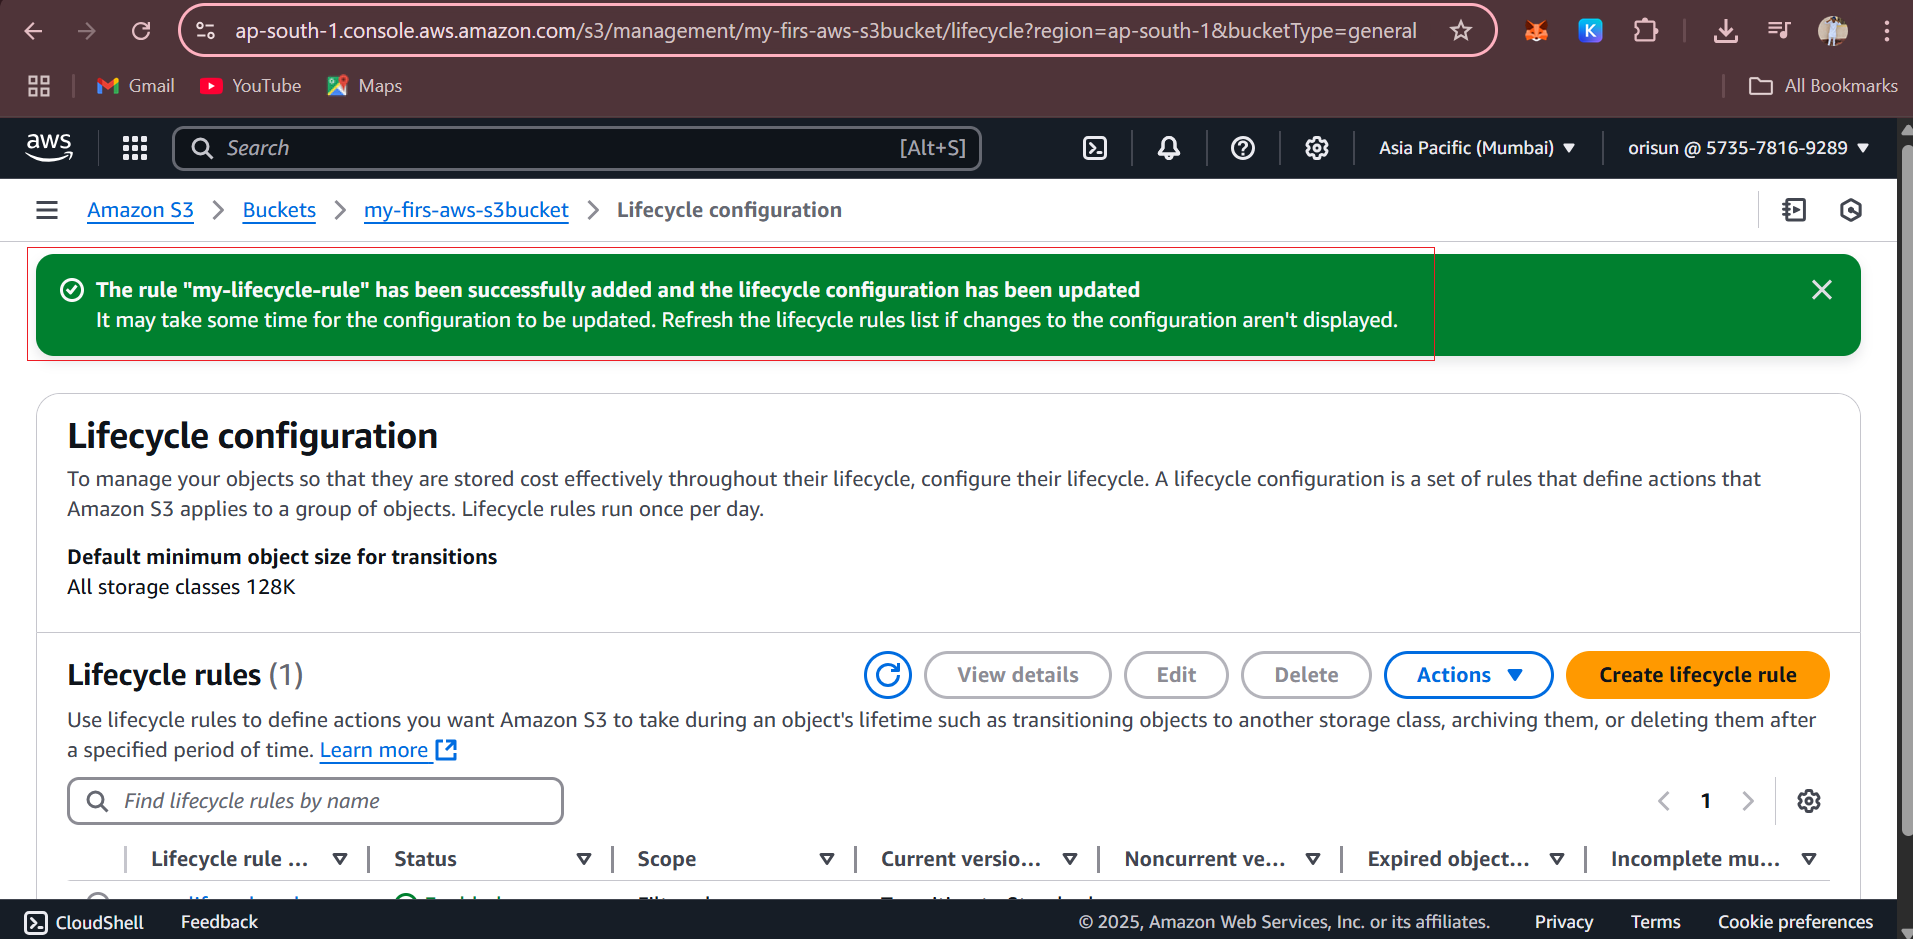 ap-south-1.console.aws.amazon.com/s3/management/my-firs-aws-s3bucket/lifecycle?region=ap-south-1&bucketType=general
K
Gmail YouTube Maps All Bookmarks
aws Search [Alt+S] Asia Pacific (Mumbai) orisun @ 5735-7816-9289
Amazon S3 Buckets my-firs-aws-s3bucket Lifecycle configuration
The rule "my-lifecycle-rule" has been successfully added and the lifecycle configuration has been updated
It may take some time for the configuration to be updated. Refresh the lifecycle rules list if changes to the configuration aren't displayed.
Lifecycle configuration
To manage your objects so that they are stored cost effectively throughout their lifecycle, configure their lifecycle. A lifecycle configuration is a set of rules that define actions that
Amazon S3 applies to a group of objects. Lifecycle rules run once per day.
Default minimum object size for transitions
All storage classes 128K
Lifecycle rules (1) View details Edit Delete Actions Create lifecycle rule
Use lifecycle rules to define actions you want Amazon S3 to take during an object's lifetime such as transitioning objects to another storage class, archiving them, or deleting them after
a specified period of time. Learn more
Find lifecycle rules by name 1
Lifecycle rule ... Status Scope Current versio... Noncurrent ve... Expired object... Incomplete mu...
CloudShell Feedback © 2025, Amazon Web Services, Inc. or its affiliates. Privacy Terms Cookie preferences